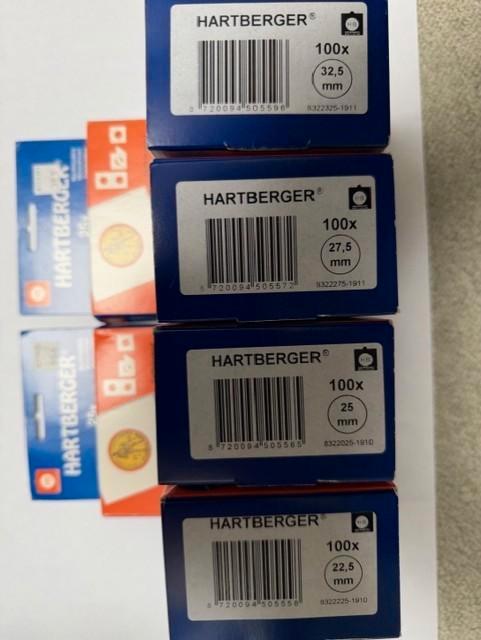 HARTBERGER®
100x
32,5
mm
8 720094 505596
8322325-1911
HARTBERGER®
100x
27,5
mm
8 720094 505572
8322275-1911
HARTBERGER®
100x
25
mm
8 720094 505565
8322025-1910
HARTBERGER®
100x
22,5
mm
8 720094 505558
8322225-1910
HARTBERGER
25x
HARTBERGER
25x